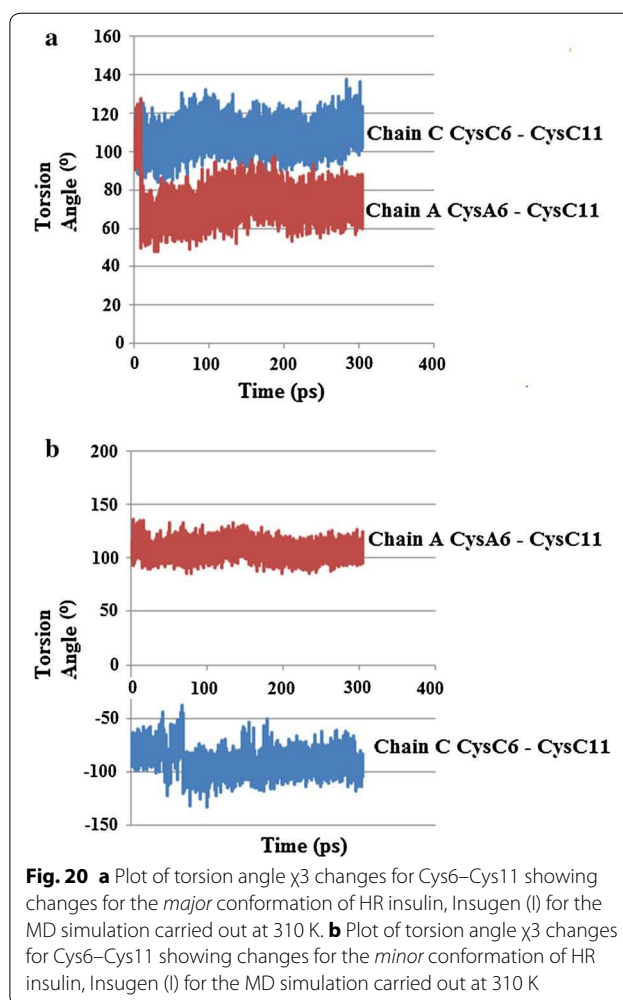 a
160
140
120
100
80
60
40
20
0
Torsion
Angle (º)
Chain C CysC6 - CysC11
Chain A CysA6 - CysC11
0 100 200 300 400
Time (ps)
b
200
150
100
50
0
-50
-100
-150
Torsion
Angle (º)
Chain A CysA6 - CysC11
0 100 200 300 400
Chain C CysC6 - CysC11
Time (ps)
Fig. 20 a Plot of torsion angle χ3 changes for Cys6–Cys11 showing
changes for the major conformation of HR insulin, Insugen (I) for the
MD simulation carried out at 310 K. b Plot of torsion angle χ3 changes
for Cys6–Cys11 showing changes for the minor conformation of HR
insulin, Insugen (I) for the MD simulation carried out at 310 K